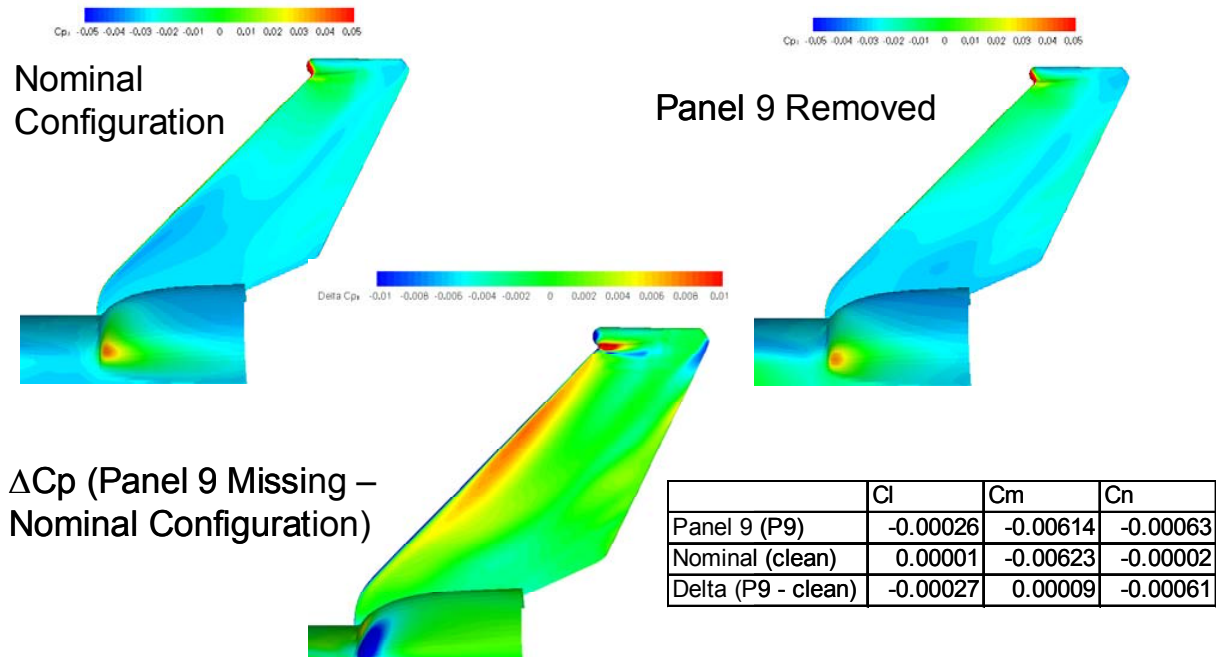 Cp: -0.05 -0.04 -0.03 -0.02 -0.01 0 0.01 0.02 0.03 0.04 0.05
Nominal
Configuration
Cp: -0.05 -0.04 -0.03 -0.02 -0.01 0 0.01 0.02 0.03 0.04 0.05
Panel 9 Removed
Delta Cp: -0.01 -0.008 -0.006 -0.004 -0.002 0 0.002 0.004 0.006 0.008 0.01
ΔCp (Panel 9 Missing –
Nominal Configuration)
Cl Cm Cn
Panel 9 (P9) -0.00026 -0.00614 -0.00063
Nominal (clean) 0.00001 -0.00623 -0.00002
Delta (P9 - clean) -0.00027 0.00009 -0.00061